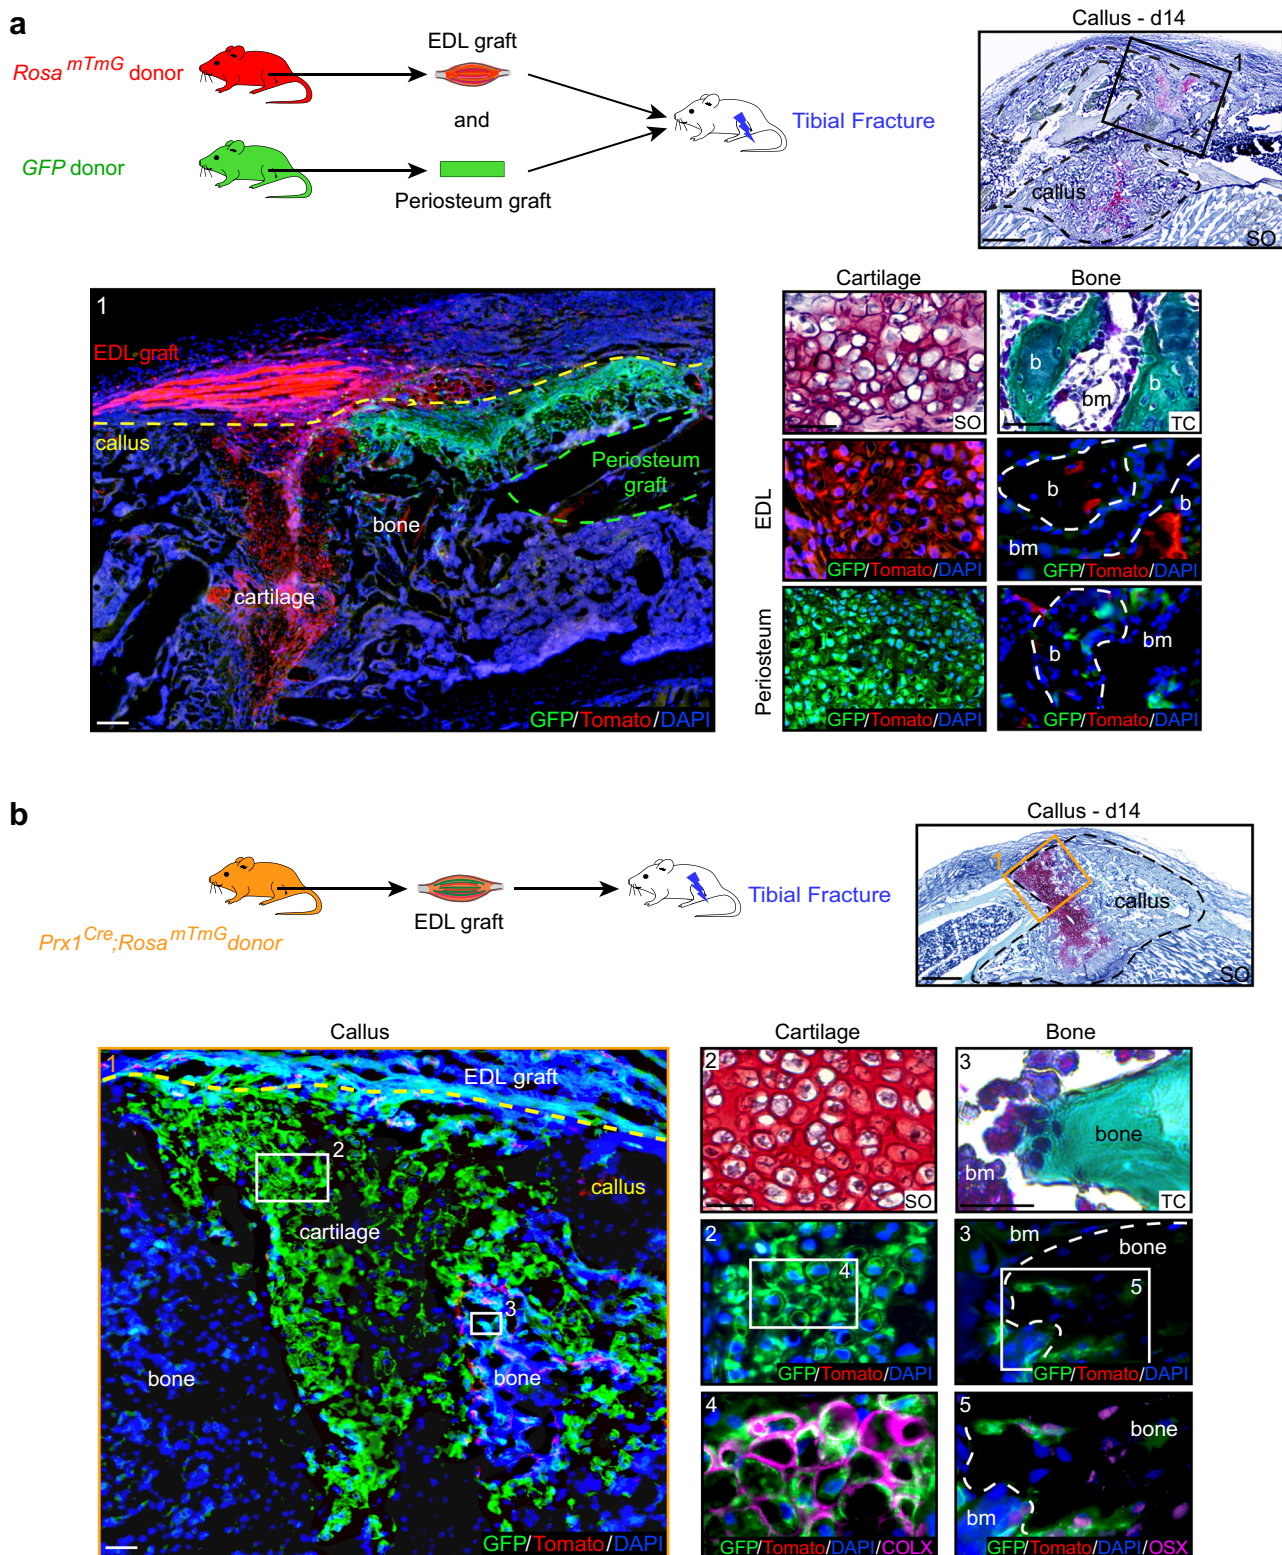 a
Rosa mTmG donor
EDL graft
and
GFP donor
Periosteum graft
Tibial Fracture
Callus - d14
1
callus
SO
1
EDL graft
callus
Periosteum
graft
bone
cartilage
GFP/Tomato/DAPI
Cartilage
Bone
SO
b
b
bm
TC
EDL
GFP/Tomato/DAPI
b
b
bm
GFP/Tomato/DAPI
Periosteum
GFP/Tomato/DAPI
b
bm
GFP/Tomato/DAPI
b
Prx1Cre;RosamTmG donor
EDL graft
Tibial Fracture
Callus - d14
1
callus
SO
Callus
1
EDL graft
2
callus
cartilage
3
bone
bone
GFP/Tomato/DAPI
Cartilage
Bone
2
SO
3
bone
bm
TC
2
4
GFP/Tomato/DAPI
3
bm
bone
5
GFP/Tomato/DAPI
4
GFP/Tomato/DAPI/COLX
5
bone
bm
GFP/Tomato/DAPI/OSX